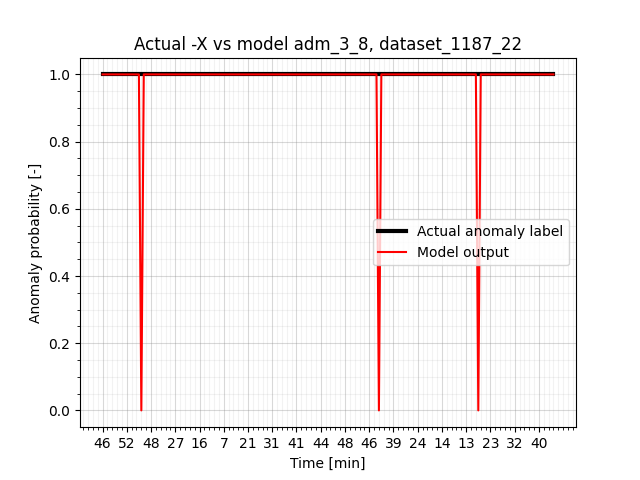 Actual -X vs model adm_3_8, dataset_1187_22
1.0
0.8
0.6
0.4
0.2
0.0
Anomaly probability [-]
Actual anomaly label
Model output
46 52 48 27 16 7 21 31 41 44 48 46 39 24 14 13 23 32 40
Time [min]